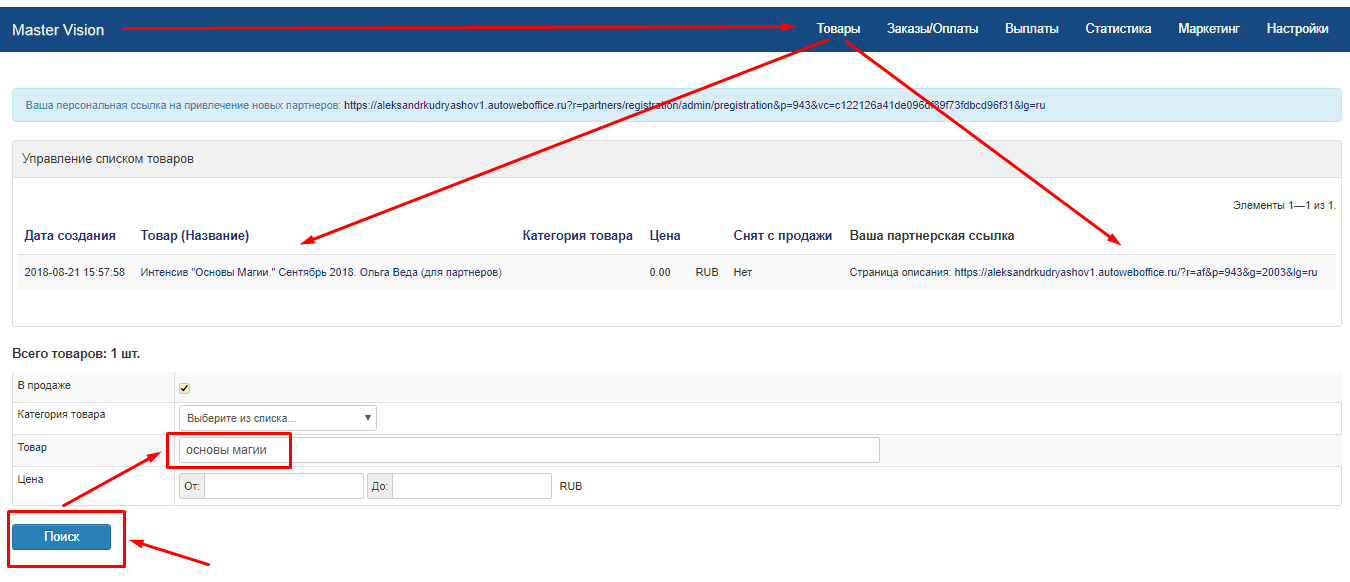 Master Vision Товары Заказы/Оплаты Выплаты Статистика Маркетинг Настройки
Ваша персональная ссылка на привлечение новых партнеров: https://aleksandrkudryashov1.autoweboffice.ru?r=partners/registration/admin/pregistration&p=943&vc=c122126a41de096df89f73fdbcd96f31&lg=ru
Управление списком товаров
Элементы 1—1 из 1.
Дата создания Товар (Название) Категория товара Цена Снят с продажи Ваша партнерская ссылка
2018-08-21 15:57:58 Интенсив "Основы Магии." Сентябрь 2018. Ольга Веда (для партнеров) 0.00 RUB Нет Страница описания: https://aleksandrkudryashov1.autoweboffice.ru/?r=af&p=943&g=2003&lg=ru
Всего товаров: 1 шт.
В продаже
Категория товара Выберите из списка...
Товар основы магии
Цена От: До: RUB
Поиск